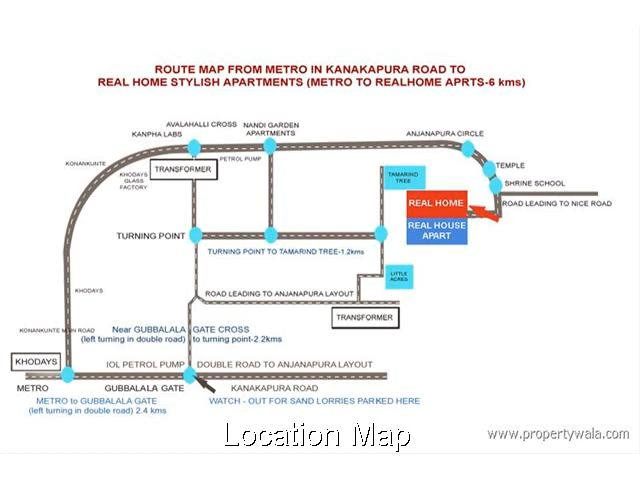 ROUTE MAP FROM METRO IN KANAKAPURA ROAD TO
REAL HOME STYLISH APARTMENTS (METRO TO REALHOME APRTS-6 kms)
AVALAHALLI CROSS
NANDI GARDEN
APARTMENTS
KANPHA LABS
ANJANAPURA CIRCLE
KONANKUNTE
KHODAYS
GLASS
FACTORY
PETROL PUMP
TRANSFORMER
TAMARIND
TREE
TEMPLE
SHRINE SCHOOL
REAL HOME
ROAD LEADING TO NICE ROAD
REAL HOUSE
APART
TURNING POINT
TURNING POINT TO TAMARIND TREE-1.2kms
LITTLE
ACRES
KHODAYS
ROAD LEADING TO ANJANAPURA LAYOUT
TRANSFORMER
KONANKUNTE MAIN ROAD
Near GUBBALALA GATE CROSS
(left turning in double road) to turning point-2.2kms
KHODAYS
IOL PETROL PUMP
DOUBLE ROAD TO ANJANAPURA LAYOUT
METRO
GUBBALALA GATE
KANAKAPURA ROAD
METRO to GUBBALALA GATE
(left turning in double road) 2.4 kms
WATCH - OUT FOR SAND LORRIES PARKED HERE
Location Map
www.propertywala.com